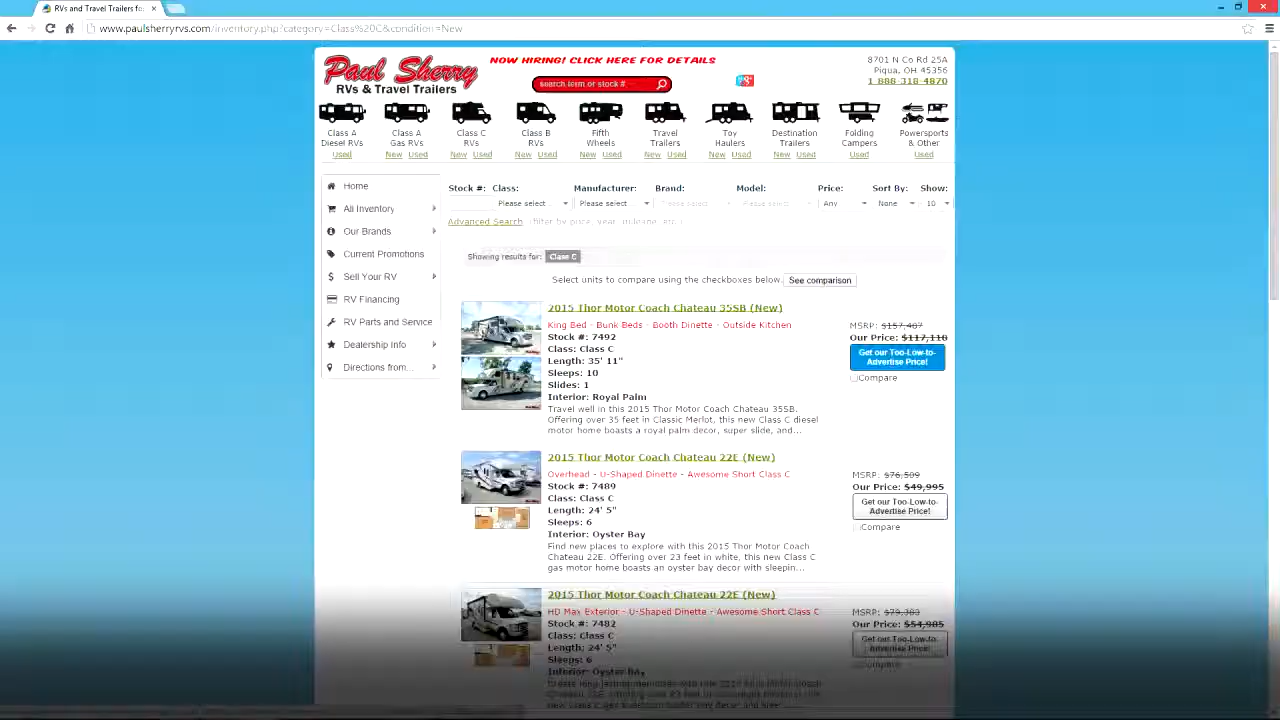 RVs and Travel Trailers fo
www.paulsherryrvs.com/inventory.php?category=Class%20C&condition=New
Paul Sherry
RVs & Travel Trailers
NOW HIRING! CLICK HERE FOR DETAILS
search term or stock #
8701 N Co Rd 25A
Piqua, OH, 45356
1-888-318-4870
Class A Diesel RVs
Used
Class A Gas RVs
New Used
Class C RVs
New Used
Class B RVs
New Used
Fifth Wheels
New Used
Travel Trailers
New Used
Toy Haulers
New Used
Destination Trailers
New Used
Folding Campers
Used
Powersports & Other
Used
Home
All Inventory
Our Brands
Current Promotions
Sell Your RV
RV Financing
RV Parts and Service
Dealership Info
Directions from...
Stock #: Class: Manufacturer: Brand: Model: Price: Sort By: Show:
Please select Please select Please select Please select Any None 10
Advanced Search
Showing results for: Class C
Select units to compare using the checkboxes below. See comparison
2015 Thor Motor Coach Chateau 35SB (New)
King Bed - Bunk Beds - Booth Dinette - Outside Kitchen
Stock #: 7492
Class: Class C
Length: 35' 11"
Sleeps: 10
Slides: 1
Interior: Royal Palm
Travel well in this 2015 Thor Motor Coach Chateau 35SB.
Offering over 35 feet in Classic Merlot, this new Class C diesel
motor home boasts a royal palm decor, super slide, and...
MSRP: $157,467
Our Price: $117,118
Get our Too-Low-to-
Advertise Price!
Compare
2015 Thor Motor Coach Chateau 22E (New)
Overhead - U-Shaped Dinette - Awesome Short Class C
Stock #: 7489
Class: Class C
Length: 24' 5"
Sleeps: 6
Interior: Oyster Bay
Find new places to explore with this 2015 Thor Motor Coach
Chateau 22E. Offering over 23 feet in white, this new Class C
gas motor home boasts an oyster bay decor with sleepin...
MSRP: $76,509
Our Price: $49,995
Get our Too-Low-to-
Advertise Price!
Compare
2015 Thor Motor Coach Chateau 22E (New)
HD Max Exterior - U-Shaped Dinette - Awesome Short Class C
Stock #: 7482
Class: Class C
Length: 24' 5"
Sleeps: 6
Interior: Oyster Bay
MSRP: $79,383
Our Price: $54,985
Get our Too-Low-to-
Advertise Price!
Compare